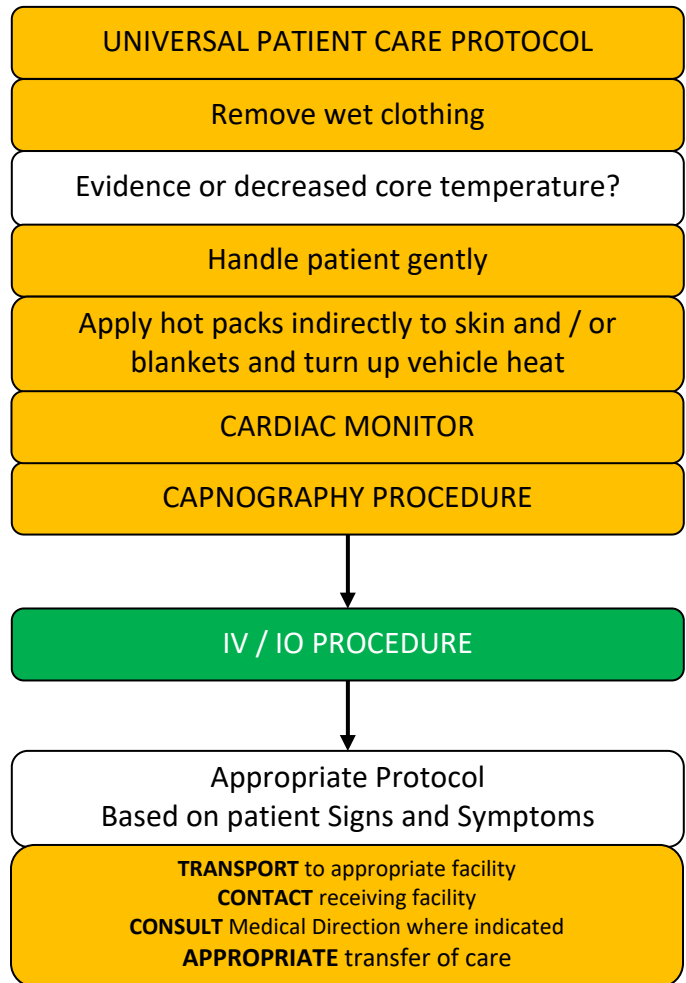 UNIVERSAL PATIENT CARE PROTOCOL
Remove wet clothing
Evidence or decreased core temperature?
Handle patient gently
Apply hot packs indirectly to skin and / or
blankets and turn up vehicle heat
CARDIAC MONITOR
CAPNOGRAPHY PROCEDURE
IV / IO PROCEDURE
Appropriate Protocol
Based on patient Signs and Symptoms
TRANSPORT to appropriate facility
CONTACT receiving facility
CONSULT Medical Direction where indicated
APPROPRIATE transfer of care